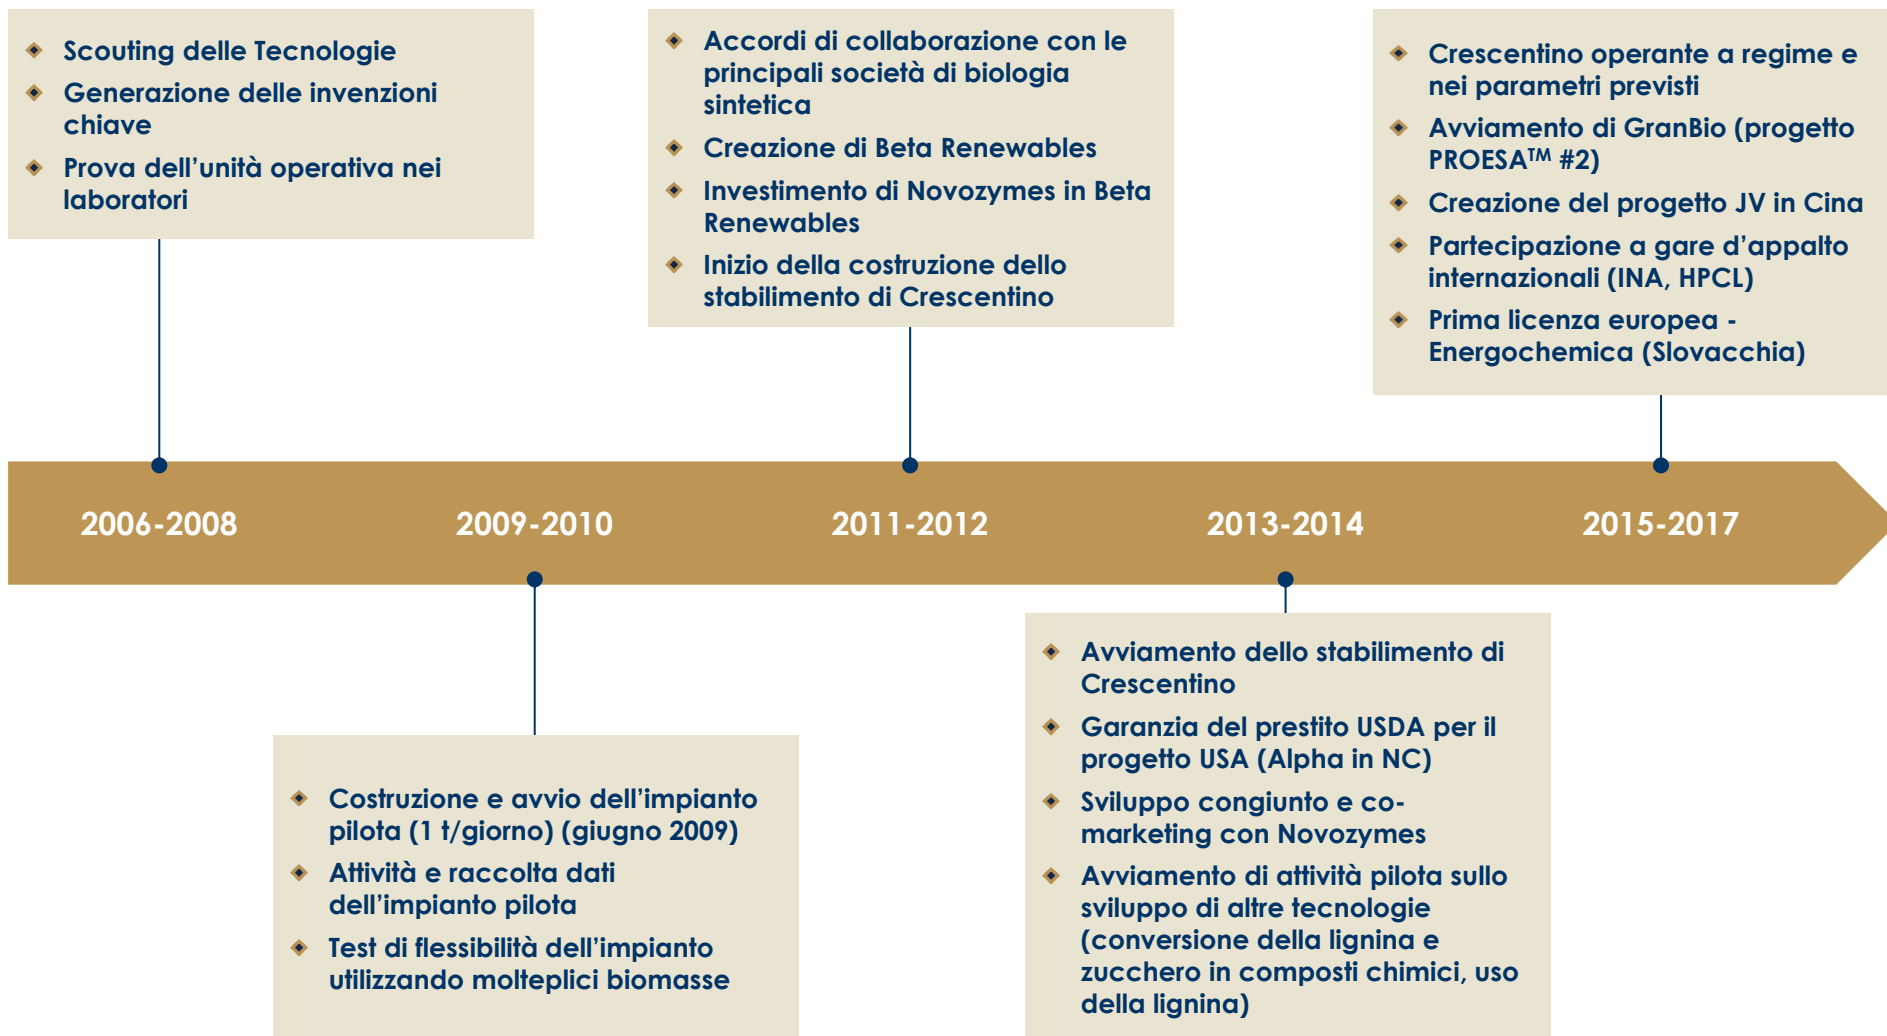 Scouting delle Tecnologie
Generazione delle invenzioni
chiave
Prova dell’unità operativa nei
laboratori
Accordi di collaborazione con le
principali società di biologia
sintetica
Creazione di Beta Renewables
Investimento di Novozymes in Beta
Renewables
Inizio della costruzione dello
stabilimento di Crescentino
Crescentino operante a regime e
nei parametri previsti
Avviamento di GranBio (progetto
PROESA™ #2)
Creazione del progetto JV in Cina
Partecipazione a gare d’appalto
internazionali (INA, HPCL)
Prima licenza europea -
Energochemica (Slovacchia)
2006-2008
2009-2010
2011-2012
2013-2014
2015-2017
Costruzione e avvio dell’impianto
pilota (1 t/giorno) (giugno 2009)
Attività e raccolta dati
dell’impianto pilota
Test di flessibilità dell’impianto
utilizzando molteplici biomasse
Avviamento dello stabilimento di
Crescentino
Garanzia del prestito USDA per il
progetto USA (Alpha in NC)
Sviluppo congiunto e co-
marketing con Novozymes
Avviamento di attività pilota sullo
sviluppo di altre tecnologie
(conversione della lignina e
zucchero in composti chimici, uso
della lignina)